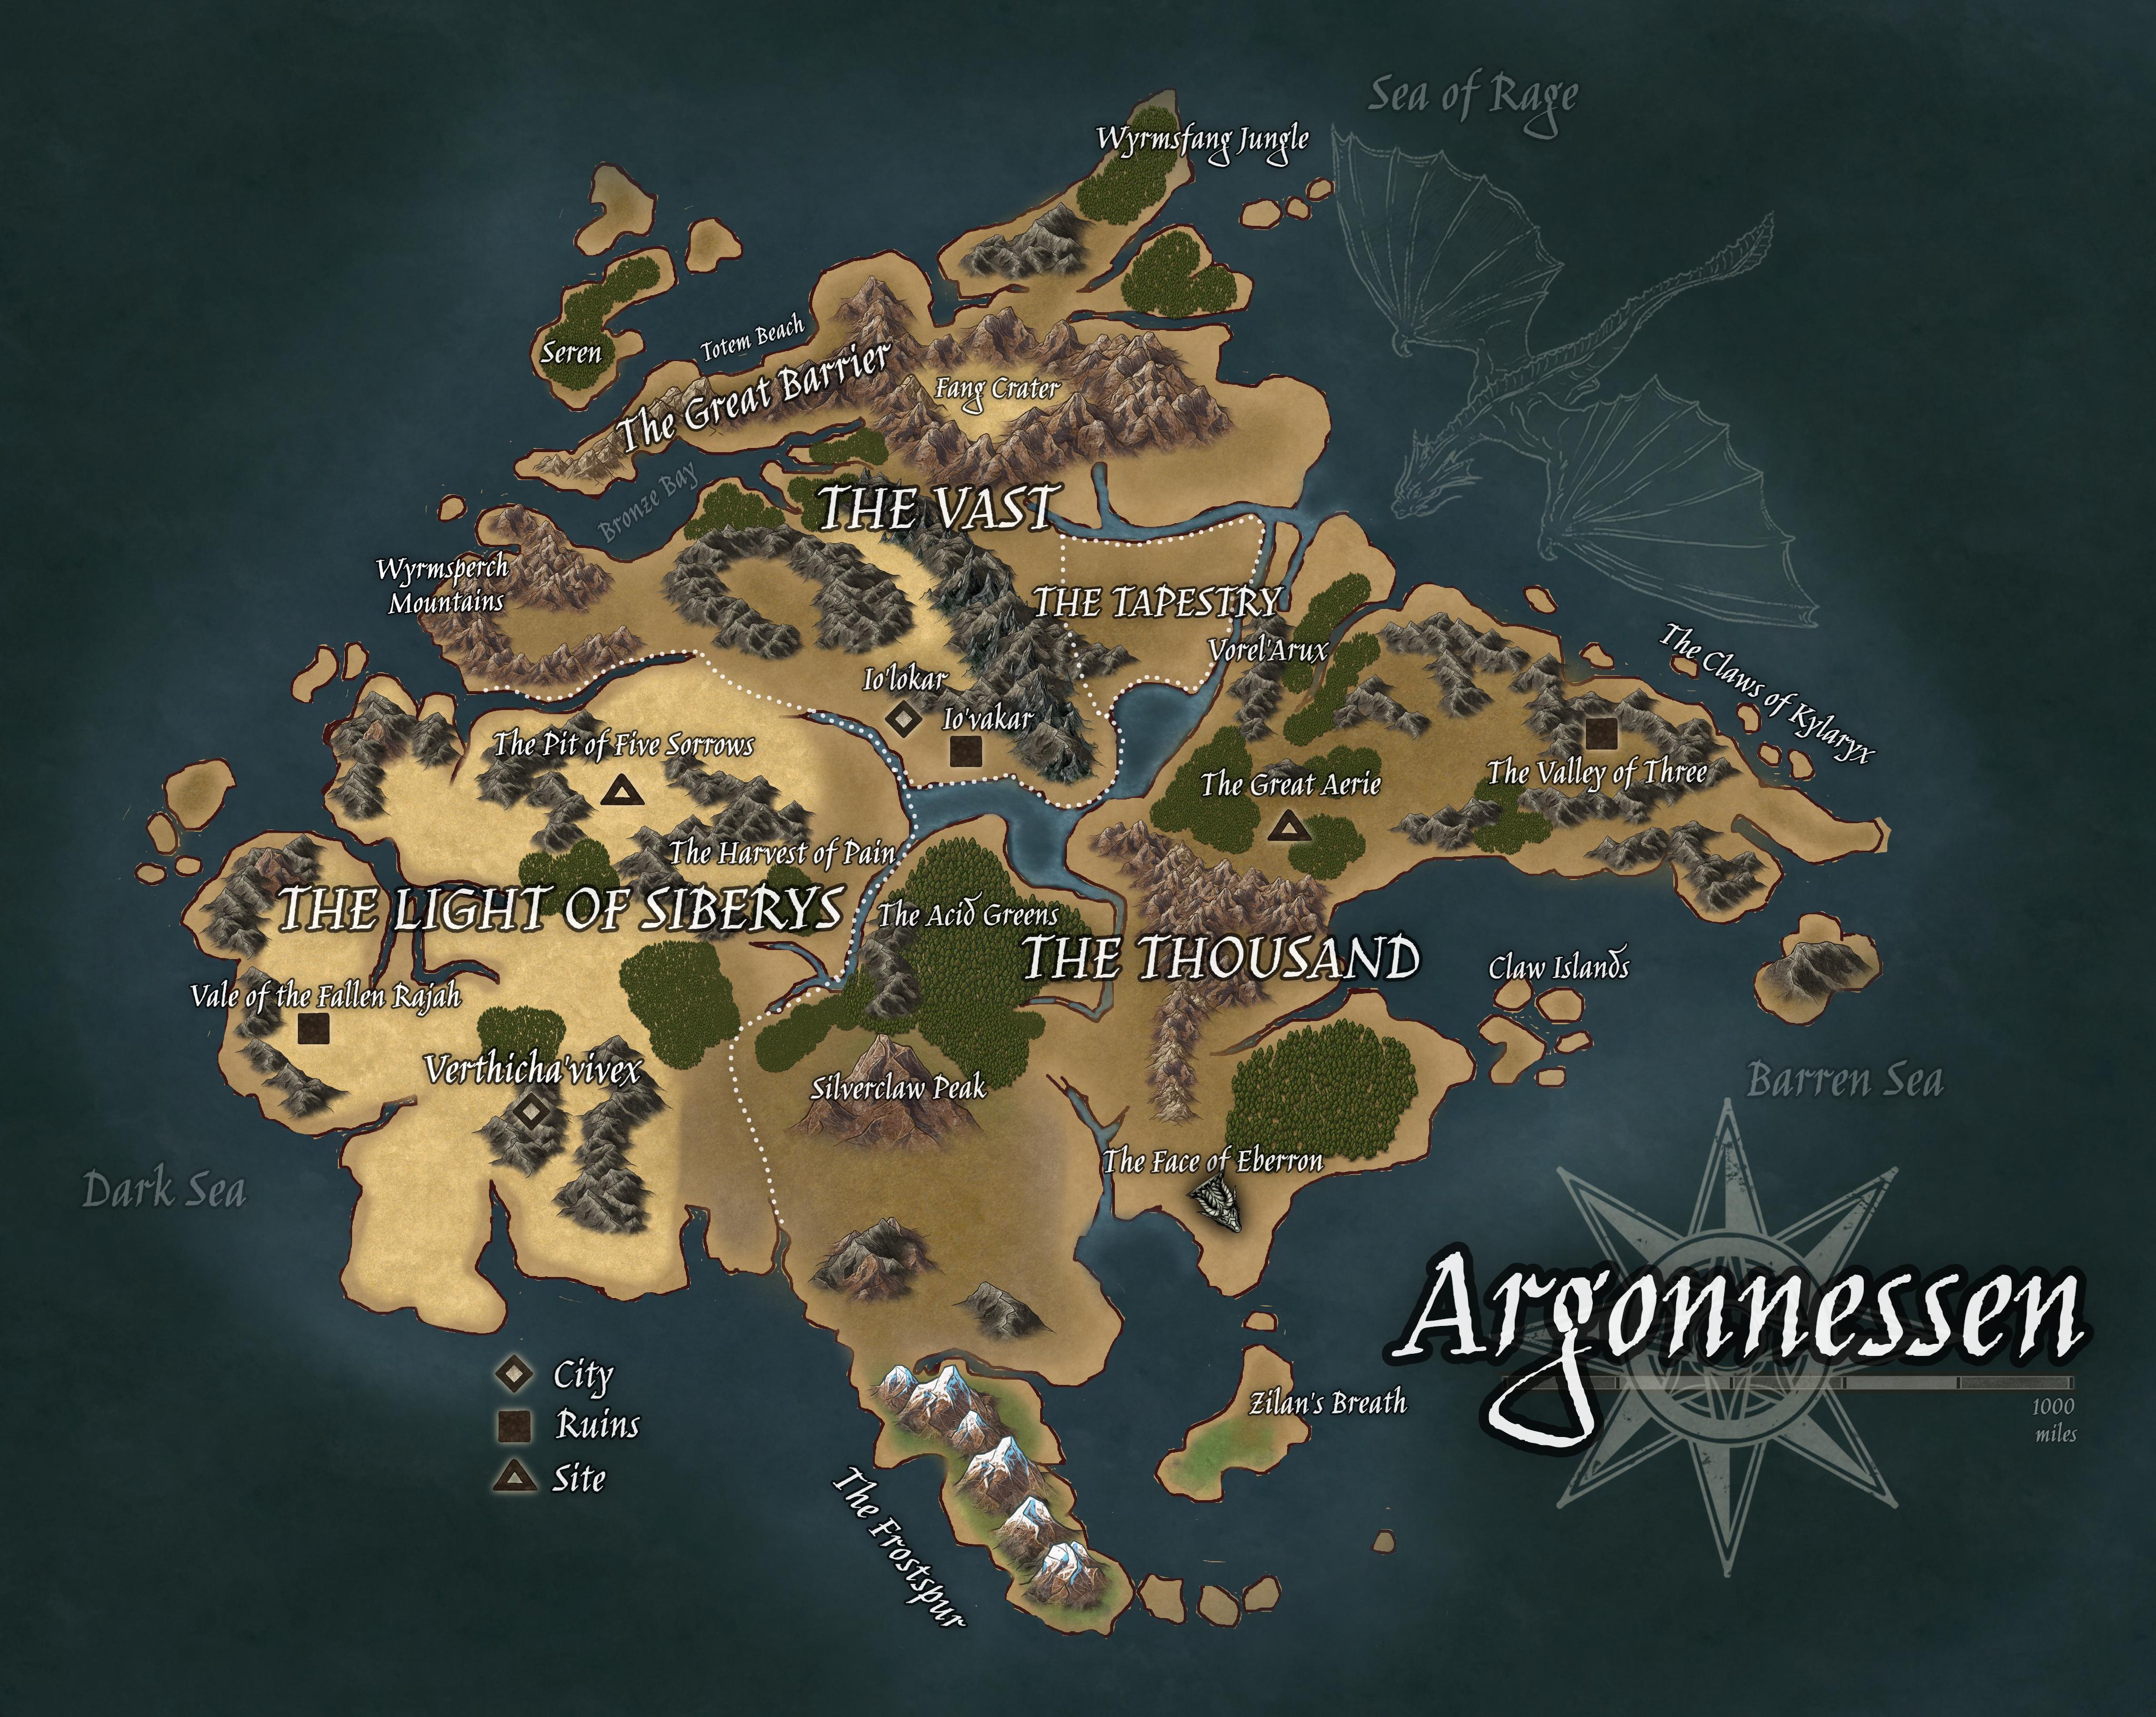 Sea of Rage
Wyrmsfang Jungle
Totem Beach
Seren
The Great Barrier
Fang Crater
Bronze Bay
THE VAST
Wyrmsperch
Mountains
THE TAPESTRY
Vorel'Arux
The Claws of Kylaryx
Io'lokar
Io'vakar
The Pit of Five Sorrows
The Great Aerie
The Valley of Three
The Harvest of Pain
THE LIGHT OF SIBERYS
The Acid Greens
THE THOUSAND
Claw Islands
Vale of the Fallen Rajah
Verthicha'vivex
Silverclaw Peak
Barren Sea
The Face of Eberron
Dark Sea
Argonnessen
1000
miles
City
Ruins
Site
Zilan's Breath
The Frostspur